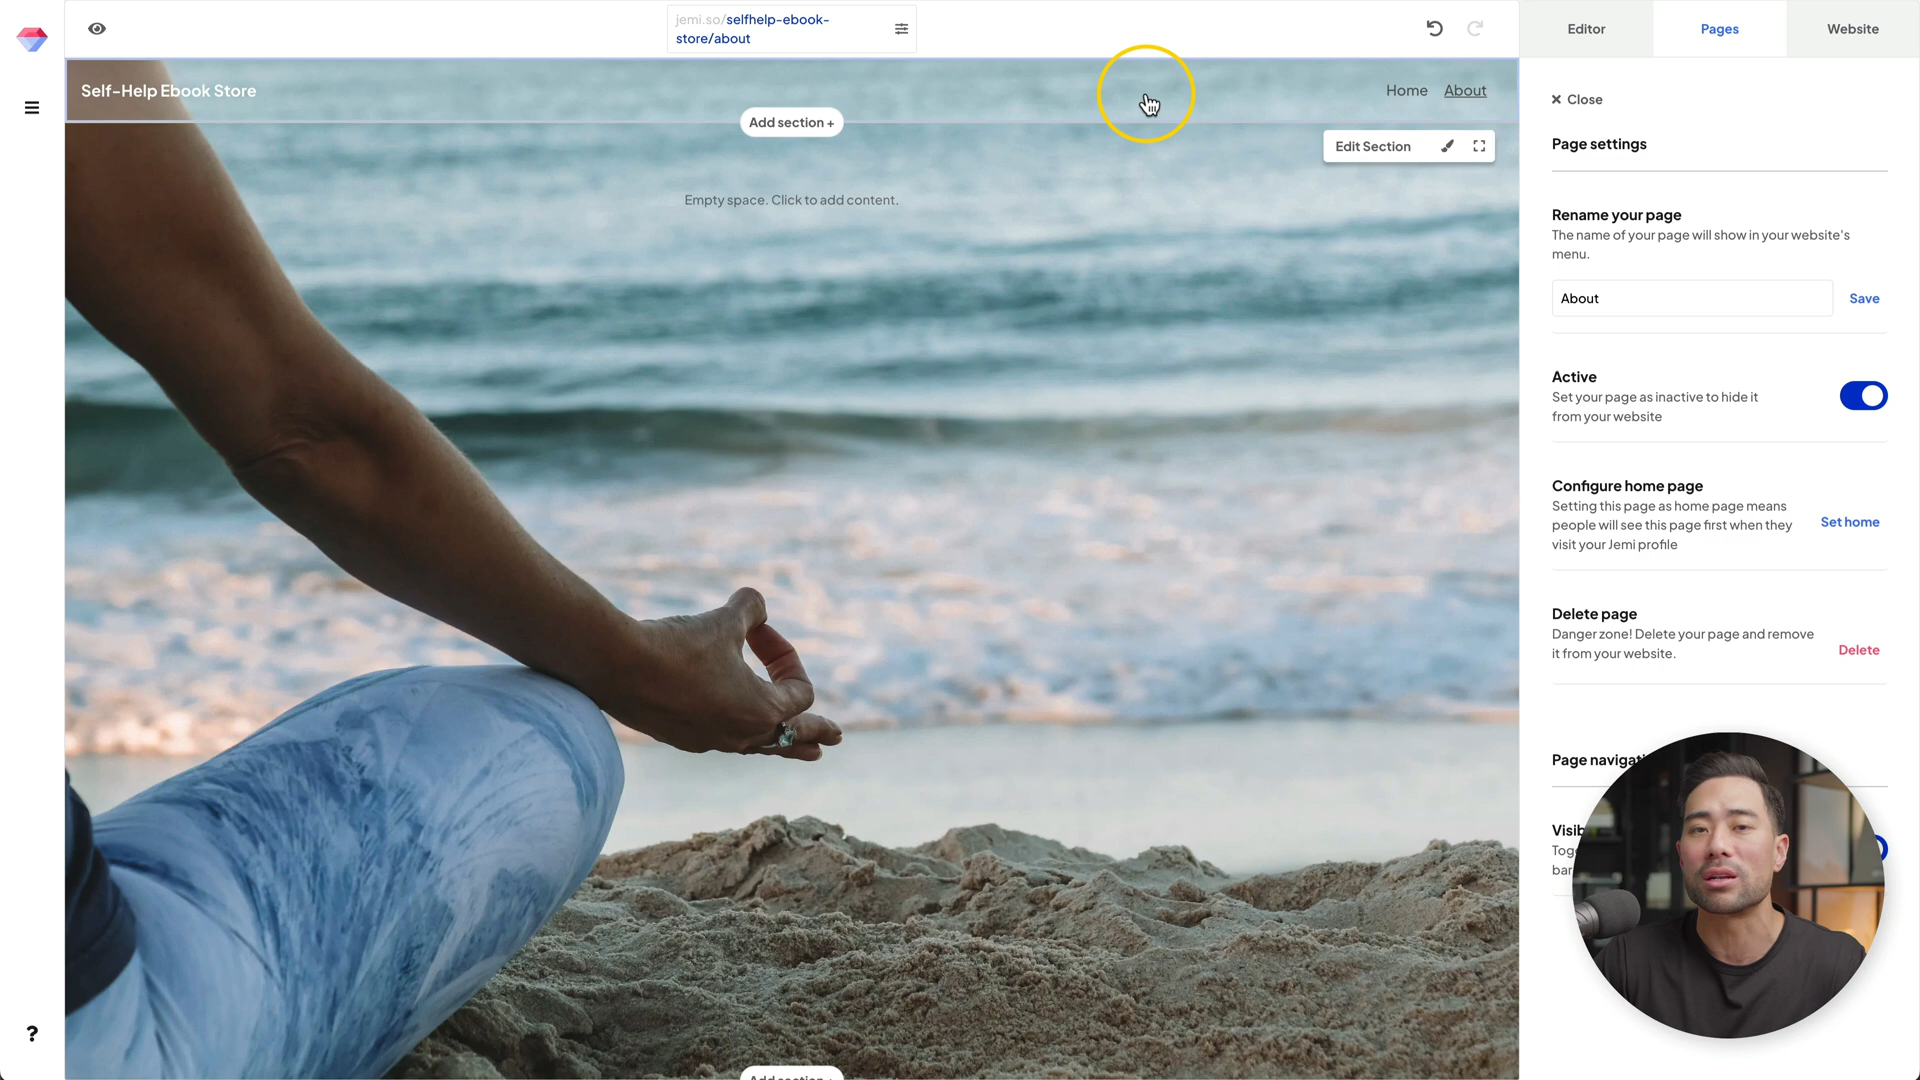 jemi.so/selfhelp-ebook-
store/about
Editor
Pages
Website
Self-Help Ebook Store
Home
About
Add section +
Edit Section
Empty space. Click to add content.
Close
Page settings
Rename your page
The name of your page will show in your website's
menu.
About
Save
Active
Set your page as inactive to hide it
from your website
Configure home page
Setting this page as home page means
people will see this page first when they
visit your Jemi profile
Set home
Delete page
Danger zone! Delete your page and remove
it from your website.
Delete
Page
?